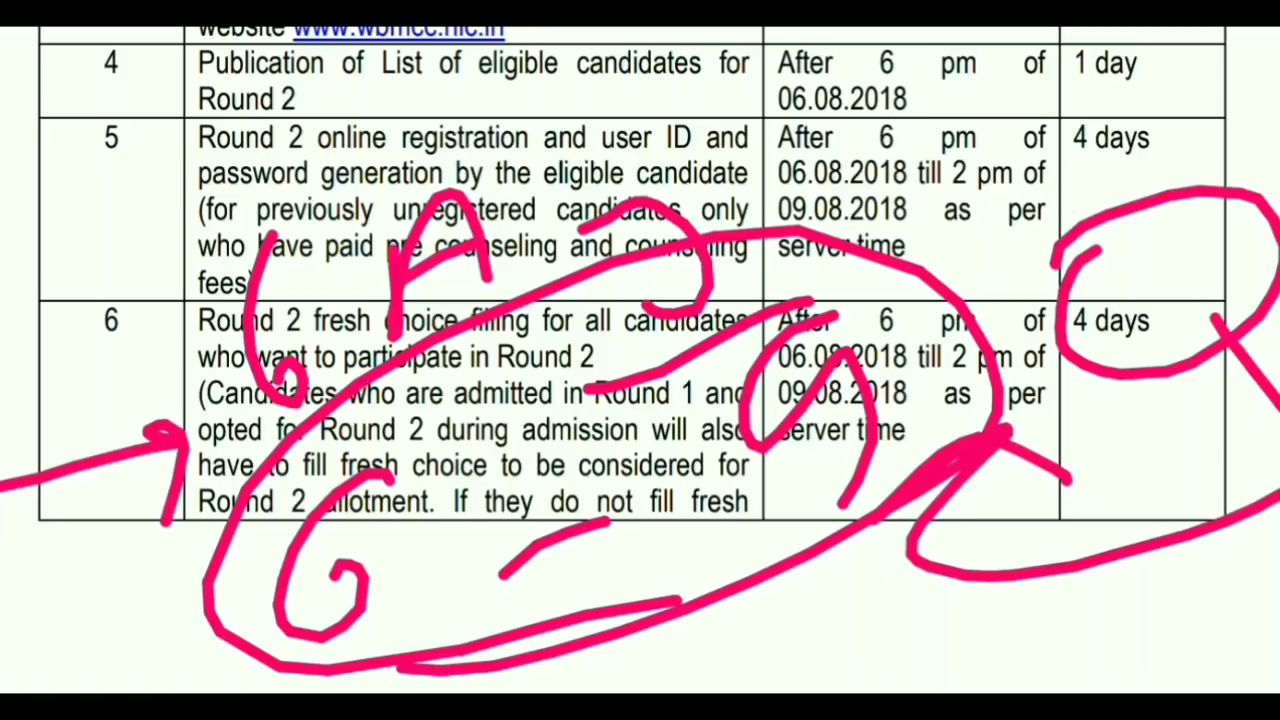 website www.wbmcc.nic.in
4 Publication of List of eligible candidates for After 6 pm of 1 day
Round 2 06.08.2018
5 Round 2 online registration and user ID and After 6 pm of 4 days
password generation by the eligible candidate 06.08.2018 till 2 pm of
(for previously unregistered candidates only 09.08.2018 as per
who have paid pre counseling and counseling server time
fees)
6 Round 2 fresh choice filling for all candidates After 6 pm of 4 days
who want to participate in Round 2 06.08.2018 till 2 pm of
(Candidates who are admitted in Round 1 and 09.08.2018 as per
opted for Round 2 during admission will also server time
have to fill fresh choice to be considered for
Round 2 allotment. If they do not fill fresh